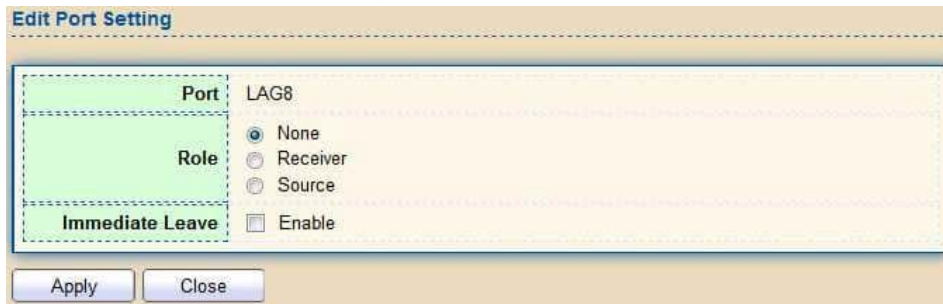 Edit Port Setting
Port LAG8
Role
None
Receiver
Source
Immediate Leave Enable
Apply Close